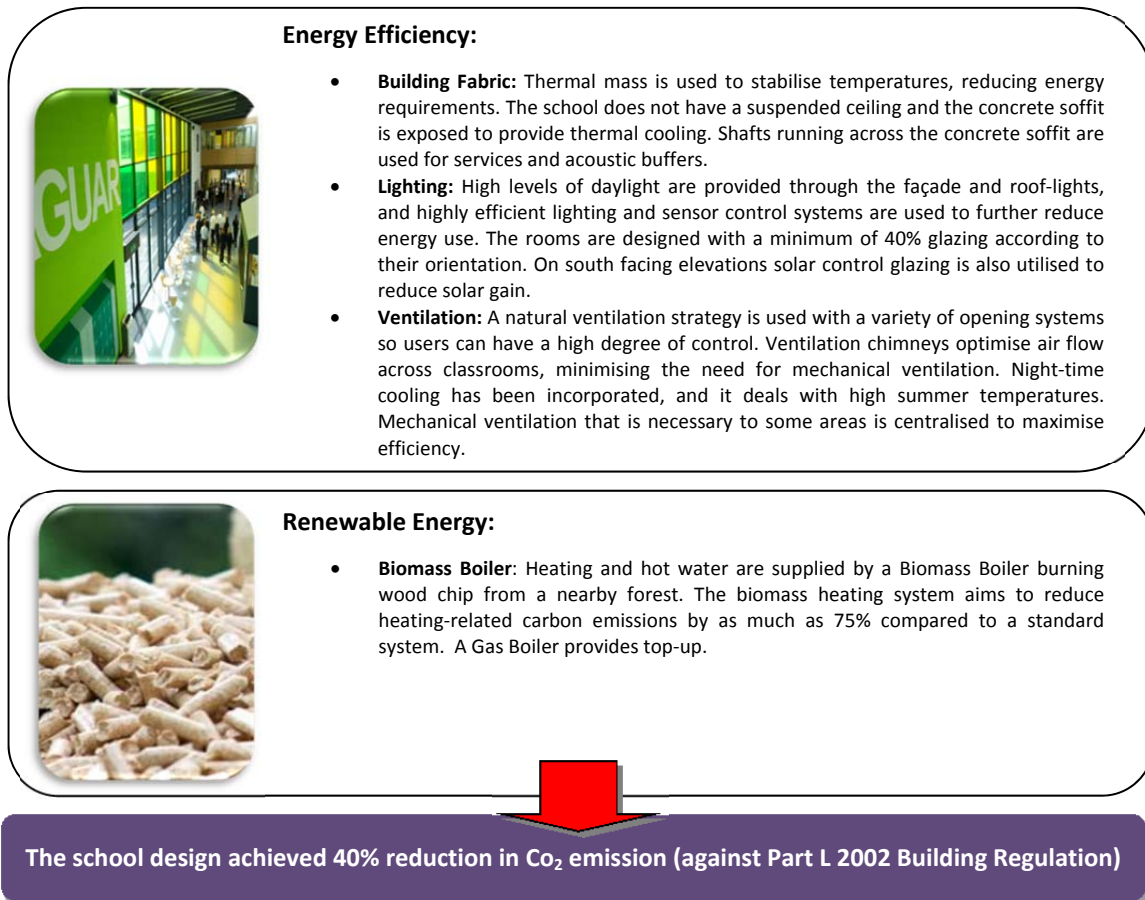 Energy Efficiency:
• Building Fabric: Thermal mass is used to stabilise temperatures, reducing energy
requirements. The school does not have a suspended ceiling and the concrete soffit
is exposed to provide thermal cooling. Shafts running across the concrete soffit are
used for services and acoustic buffers.
• Lighting: High levels of daylight are provided through the façade and roof-lights,
and highly efficient lighting and sensor control systems are used to further reduce
energy use. The rooms are designed with a minimum of 40% glazing according to
their orientation. On south facing elevations solar control glazing is also utilised to
reduce solar gain.
• Ventilation: A natural ventilation strategy is used with a variety of opening systems
so users can have a high degree of control. Ventilation chimneys optimise air flow
across classrooms, minimising the need for mechanical ventilation. Night-time
cooling has been incorporated, and it deals with high summer temperatures.
Mechanical ventilation that is necessary to some areas is centralised to maximise
efficiency.
GUAR
Renewable Energy:
• Biomass Boiler: Heating and hot water are supplied by a Biomass Boiler burning
wood chip from a nearby forest. The biomass heating system aims to reduce
heating-related carbon emissions by as much as 75% compared to a standard
system. A Gas Boiler provides top-up.
The school design achieved 40% reduction in Co₂ emission (against Part L 2002 Building Regulation)